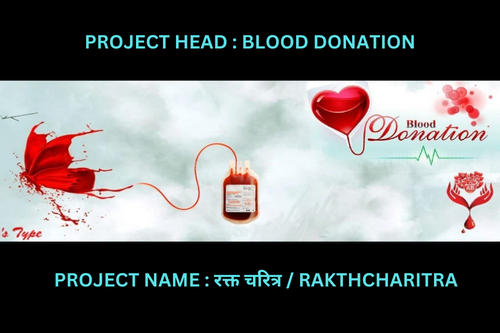 PROJECT HEAD : BLOOD DONATION
Blood
Donation
's Type
PROJECT NAME : रक्त चरित्र / RAKTHCHARITRA